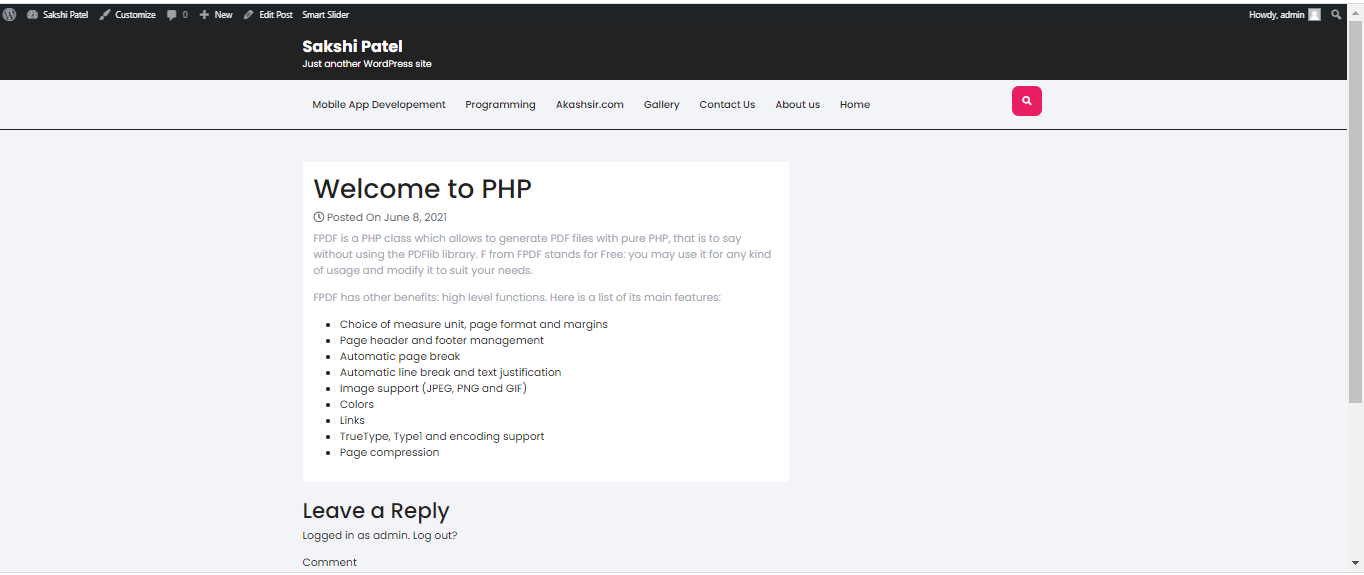 Sakshi Patel Customize 0 New Edit Post Smart Slider Howdy, admin
Sakshi Patel
Just another WordPress site
Mobile App Developement Programming Akashsir.com Gallery Contact Us About us Home
Welcome to PHP
Posted On June 8, 2021
FPDF is a PHP class which allows to generate PDF files with pure PHP, that is to say
without using the PDFlib library. F from FPDF stands for Free: you may use it for any kind
of usage and modify it to suit your needs.
FPDF has other benefits: high level functions. Here is a list of its main features:
• Choice of measure unit, page format and margins
• Page header and footer management
• Automatic page break
• Automatic line break and text justification
• Image support (JPEG, PNG and GIF)
• Colors
• Links
• TrueType, Type1 and encoding support
• Page compression
Leave a Reply
Logged in as admin. Log out?
Comment